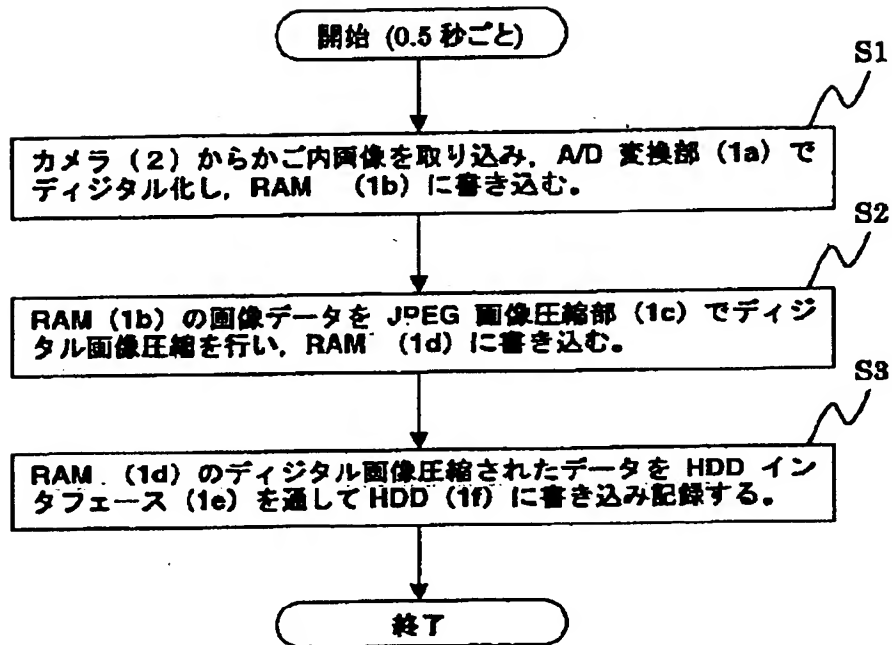 開始 (0.5 秒ごと)
S1
カメラ (2) からかご内画像を取り込み, A/D 変換部 (1a) で
ディジタル化し, RAM (1b) に書き込む。
S2
RAM (1b) の画像データを JPEG 画像圧縮部 (1c) でディジ
タル画像圧縮を行い, RAM (1d) に書き込む。
S3
RAM (1d) のディジタル画像圧縮されたデータを HDD イン
タフェース (1e) を通して HDD (1f) に書き込み記録する。
終了